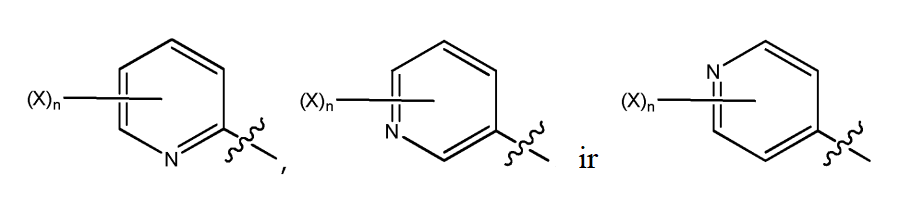 (X)n N , (X)n N ir (X)n N